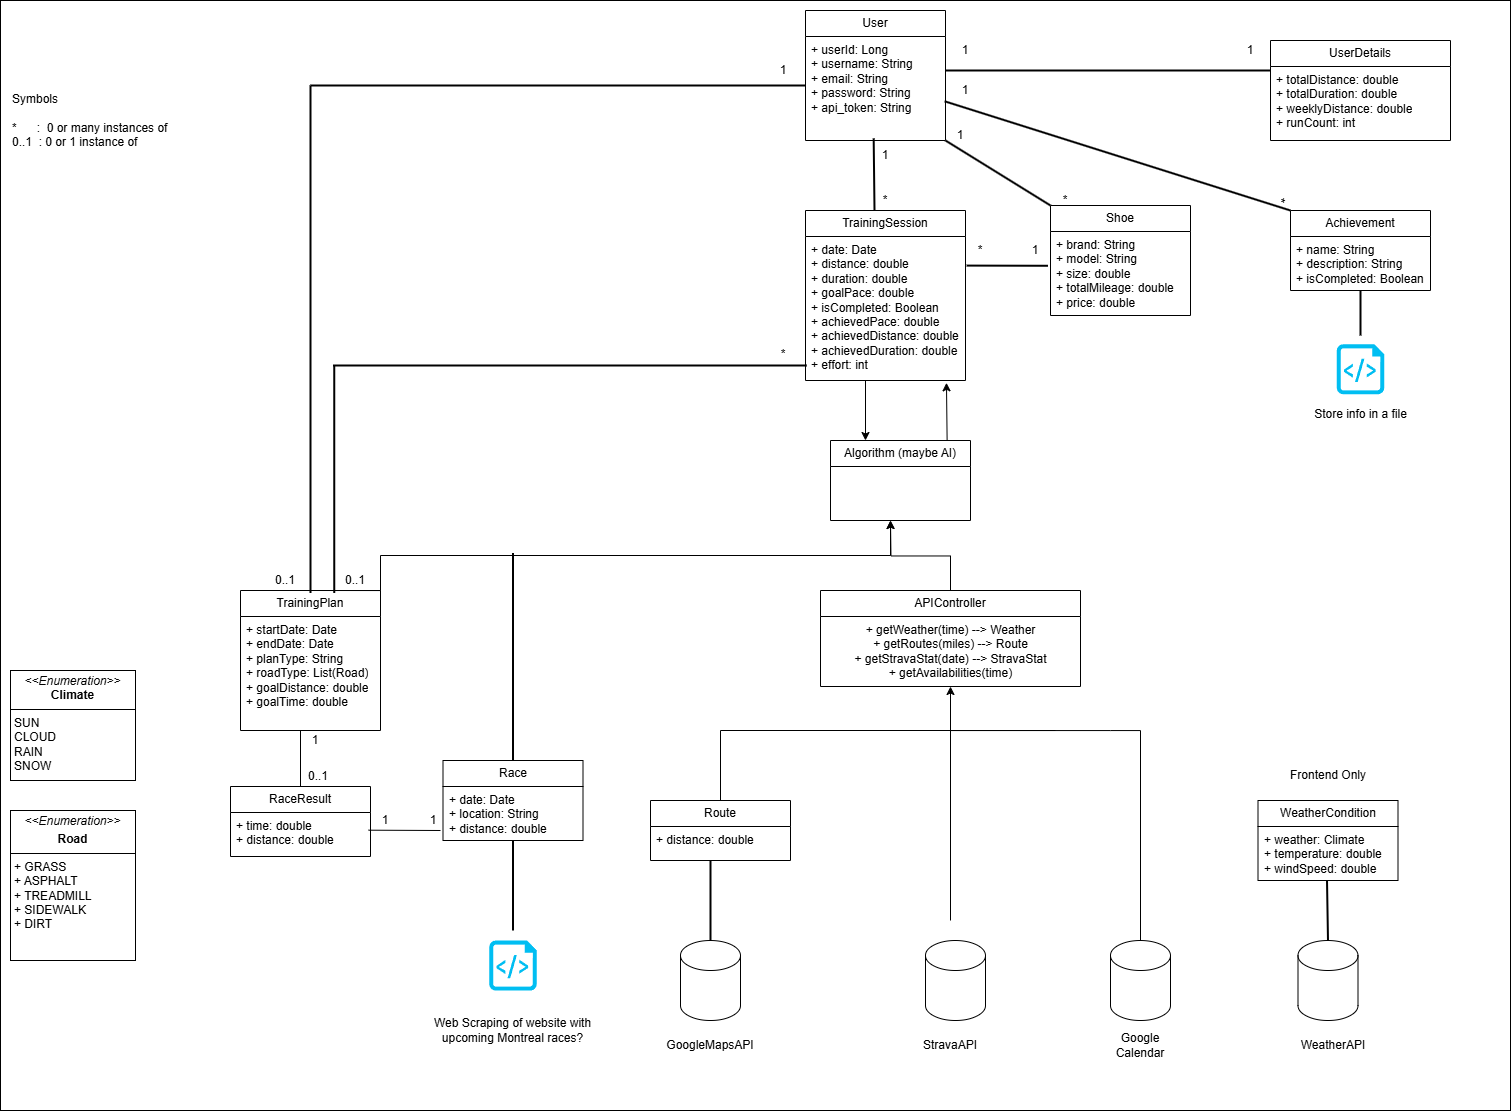 User
+ userId: Long
+ username: String
+ email: String
+ password: String
+ api_token: String
1
1
1
UserDetails
+ totalDistance: double
+ totalDuration: double
+ weeklyDistance: double
+ runCount: int
1
1
1
1
Symbols
* : 0 or many instances of
0..1 : 0 or 1 instance of
*
*
*
TrainingSession
+ date: Date
+ distance: double
+ duration: double
+ goalPace: double
+ isCompleted: Boolean
+ achievedPace: double
+ achievedDistance: double
+ achievedDuration: double
+ effort: int
*
1
Shoe
+ brand: String
+ model: String
+ size: double
+ totalMileage: double
+ price: double
Achievement
+ name: String
+ description: String
+ isCompleted: Boolean
</>
Store info in a file
*
Algorithm (maybe AI)
0..1
0..1
TrainingPlan
+ startDate: Date
+ endDate: Date
+ planType: String
+ roadType: List(Road)
+ goalDistance: double
+ goalTime: double
APIController
+ getWeather(time) --> Weather
+ getRoutes(miles) --> Route
+ getStravaStat(date) --> StravaStat
+ getAvailabilities(time)
<<Enumeration>>
Climate
SUN
CLOUD
RAIN
SNOW
1
0..1
RaceResult
+ time: double
+ distance: double
1
1
Race
+ date: Date
+ location: String
+ distance: double
Route
+ distance: double
Frontend Only
WeatherCondition
+ weather: Climate
+ temperature: double
+ windSpeed: double
<<Enumeration>>
Road
+ GRASS
+ ASPHALT
+ TREADMILL
+ SIDEWALK
+ DIRT
</>
Web Scraping of website with
upcoming Montreal races?
GoogleMapsAPI
StravaAPI
Google
Calendar
WeatherAPI